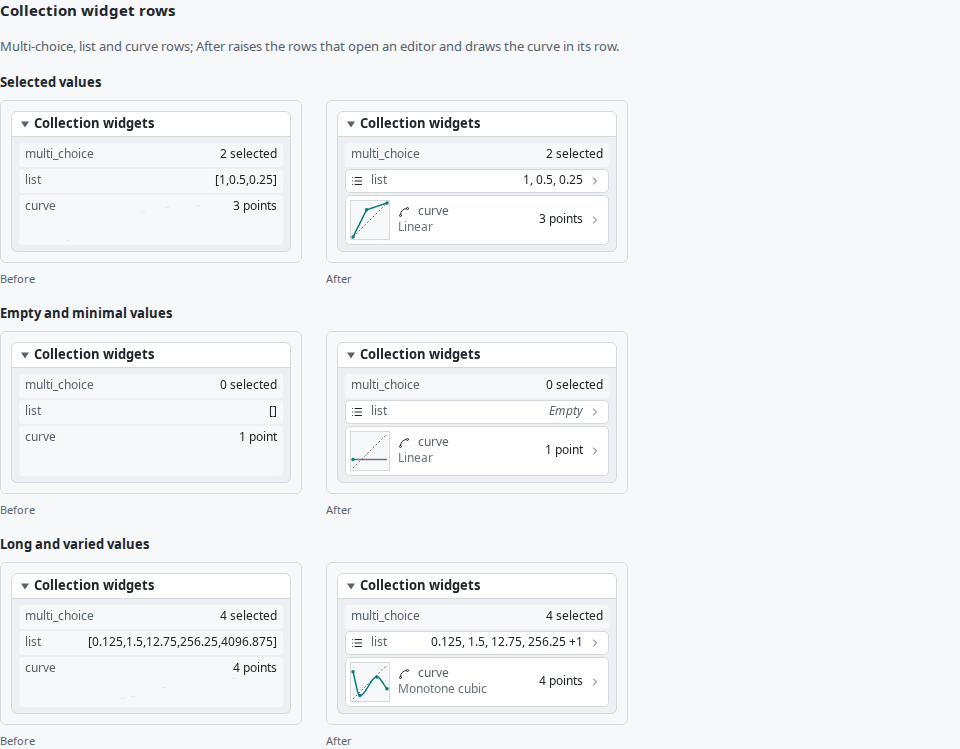 Collection widget rows
Multi-choice, list and curve rows; After raises the rows that open an editor and draws the curve in its row.
Selected values
Collection widgets
multi_choice 2 selected
list [1,0.5,0.25]
curve 3 points
Before
Collection widgets
multi_choice 2 selected
list 1, 0.5, 0.25
curve
Linear
3 points
After
Empty and minimal values
Collection widgets
multi_choice 0 selected
list []
curve 1 point
Before
Collection widgets
multi_choice 0 selected
list Empty
curve
Linear
1 point
After
Long and varied values
Collection widgets
multi_choice 4 selected
list [0.125,1.5,12.75,256.25,4096.875]
curve 4 points
Before
Collection widgets
multi_choice 4 selected
list 0.125, 1.5, 12.75, 256.25 +1
curve
Monotone cubic
4 points
After